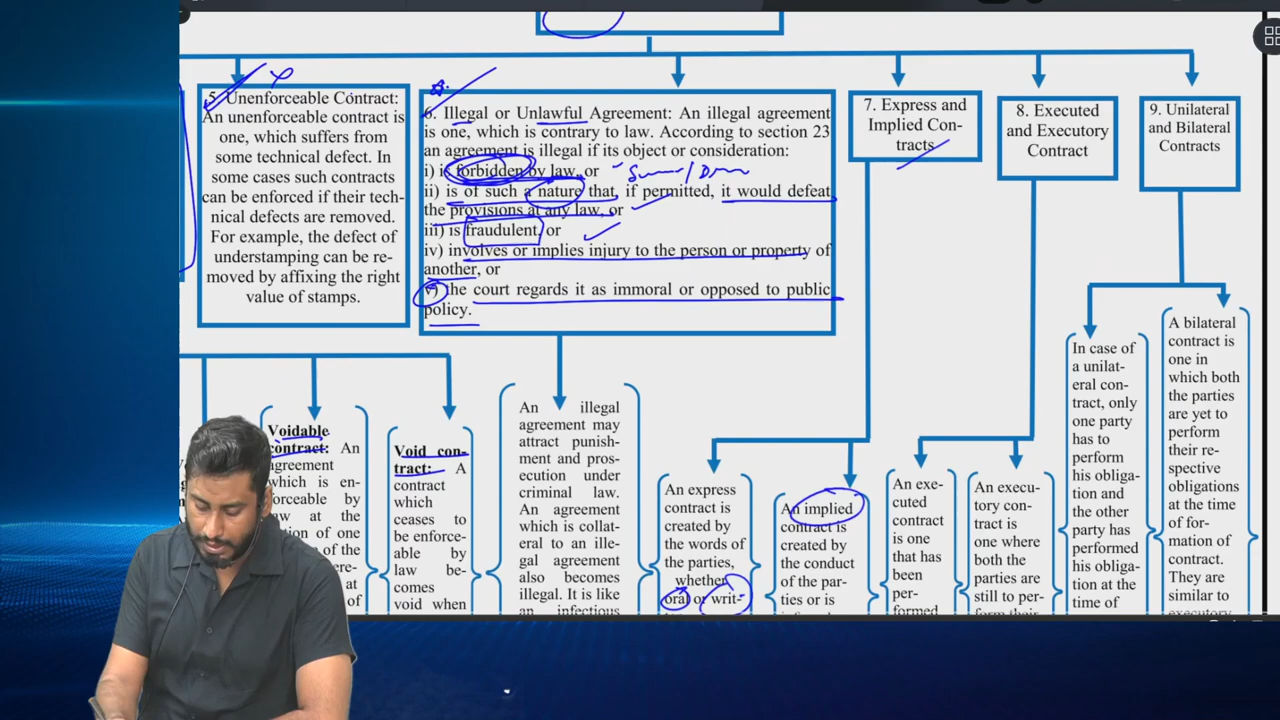 5. Unenforceable Contract:
An unenforceable contract is
one, which suffers from
some technical defect. In
some cases such contracts
can be enforced if their tech-
nical defects are removed.
For example, the defect of
understamping can be re-
moved by affixing the right
value of stamps.
6. Illegal or Unlawful Agreement: An illegal agreement
is one, which is contrary to law. According to section 23
an agreement is illegal if its object or consideration:
i) is forbidden by law, or
ii) is of such a nature that, if permitted, it would defeat
the provisions at any law, or
iii) is fraudulent, or
iv) involves or implies injury to the person or property of
another, or
v) the court regards it as immoral or opposed to public
policy.
7. Express and
Implied Con-
tracts
8. Executed
and Executory
Contract
9. Unilateral
and Bilateral
Contracts
Voidable
contract: An
agreement
which is en-
forceable by
law at the
option of one
of the
at
of
Void con-
tract: A
contract
which
ceases to
be enforce-
able by
law be-
comes
void when
An illegal
agreement may
attract punish-
ment and pros-
ecution under
criminal law.
An agreement
which is collat-
eral to an ille-
gal agreement
also becomes
illegal. It is like
an infectious
An express
contract is
created by
the words of
the parties,
whether
oral or writ-
An implied
contract is
created by
the conduct
of the par-
ties or is
An exe-
cuted
contract
is one
that has
been
per-
formed
An execu-
tory con-
tract is
one where
both the
parties are
still to per-
form their
In case of
a unilat-
eral con-
tract, only
one party
has to
perform
his obliga-
tion and
the other
party has
performed
his obliga-
tion at the
time of
A bilateral
contract is
one in
which both
the parties
are yet to
perform
their re-
spective
obligations
at the time
of for-
mation of
contract.
They are
similar to
executory